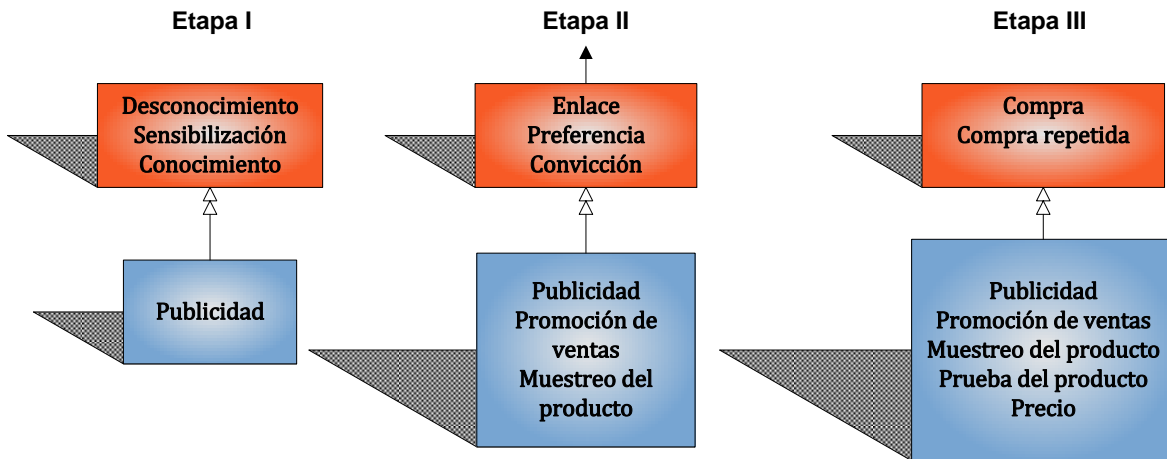 Etapa I
Desconocimiento
Sensibilización
Conocimiento
Publicidad
Etapa II
Enlace
Preferencia
Convicción
Publicidad
Promoción de
ventas
Muestreo del
producto
Etapa III
Compra
Compra repetida
Publicidad
Promoción de ventas
Muestreo del producto
Prueba del producto
Precio